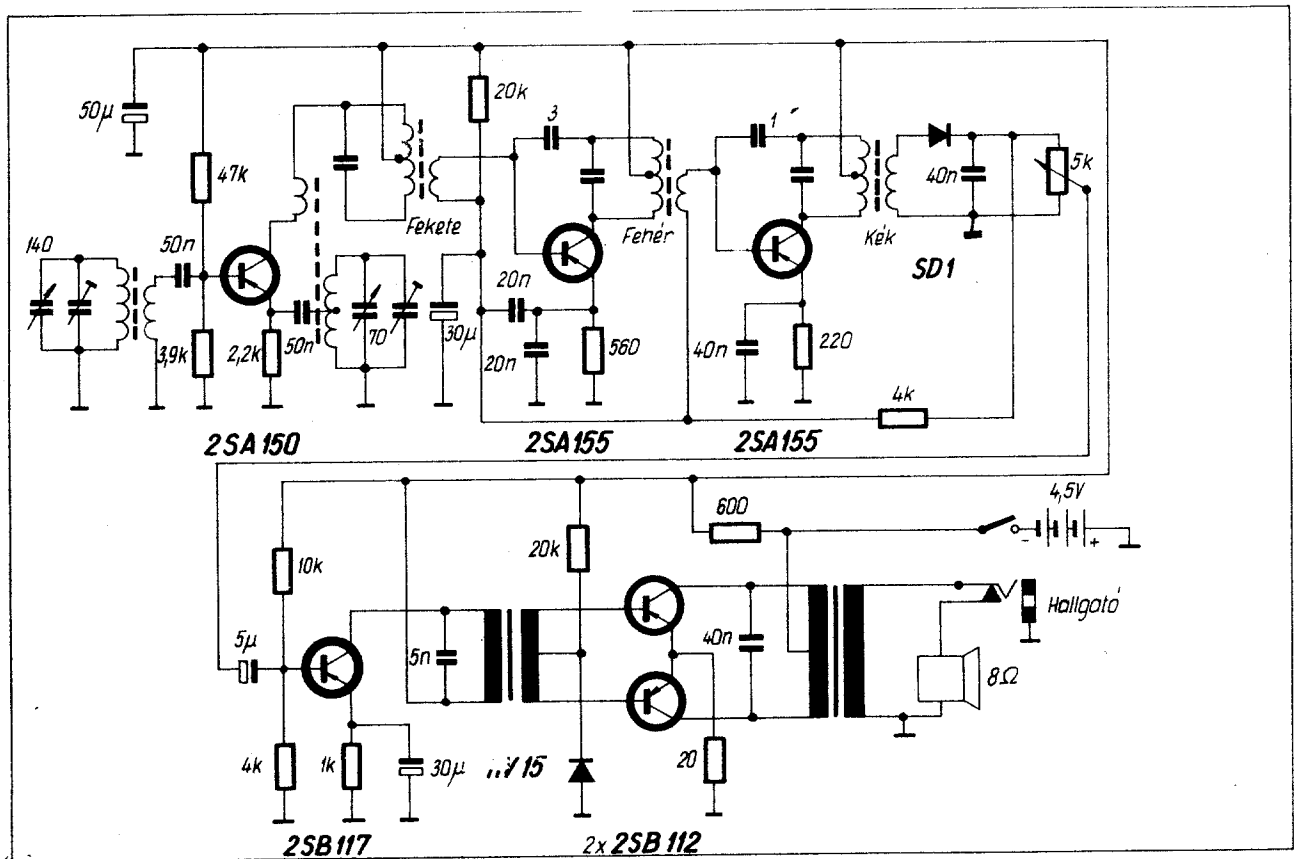 50µ
47k
20k
3
1
5k
40n
Fekete
Fehér
Kék
SD1
140
50n
3,9k
2,2k
50n
70
30µ
20n
20n
560
40n
220
4k
2SA150
2SA155
2SA155
600
4,5V
- +
10k
20k
5µ
5n
40n
Hallgató
8Ω
4k
1k
30µ
15
20
2SB117
2x 2SB112